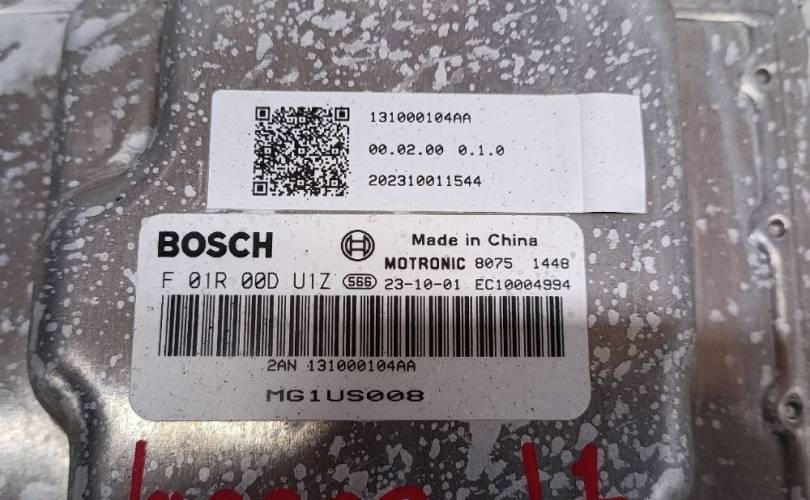 131000104AA
00.02.00 0.1.0
202310011544
BOSCH Made in China
MOTRONIC 8075 1448
F 01R 00D U1Z S66 23-10-01 EC10004994
2AN 131000104AA
MG1US008